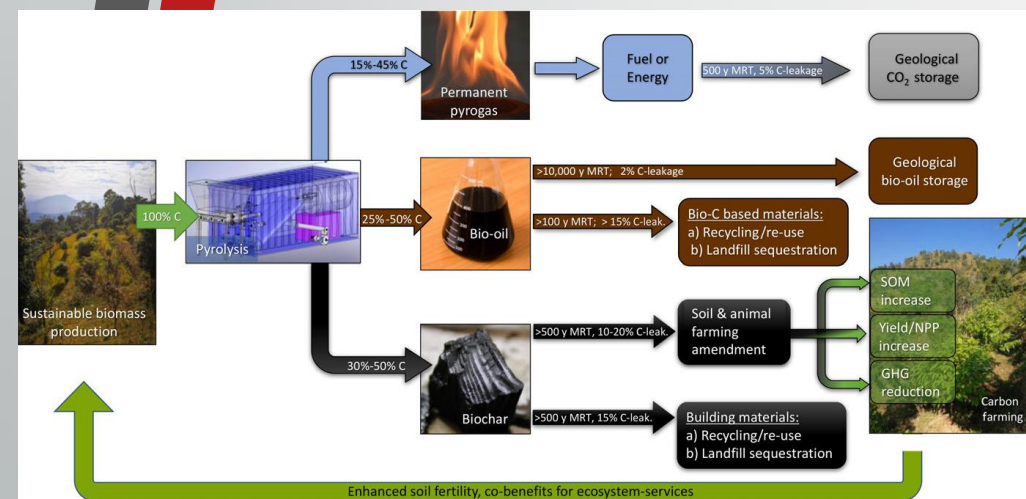 15%-45% C
Permanent
pyrogas
Fuel or
Energy
500 y MRT, 5% C-leakage
Geological
CO₂ storage
Sustainable biomass
production
100% C
Pyrolysis
25% -50% C
Bio-oil
>10,000 y MRT;  2% C-leakage
Geological
bio-oil storage
>100 y MRT;  > 15% C-leak.
Bio-C based materials:
a) Recycling/re-use
b) Landfill sequestration
30%-50% C
Biochar
>500 y MRT, 10-20% C-leak.
Soil & animal
farming
amendment
SOM
increase
Yield/NPP
increase
GHG
reduction
Carbon
farming
>500 y MRT, 15% C-leak.
Building materials:
a) Recycling/re-use
b) Landfill sequestration
Enhanced soil fertility, co-benefits for ecosystem-services